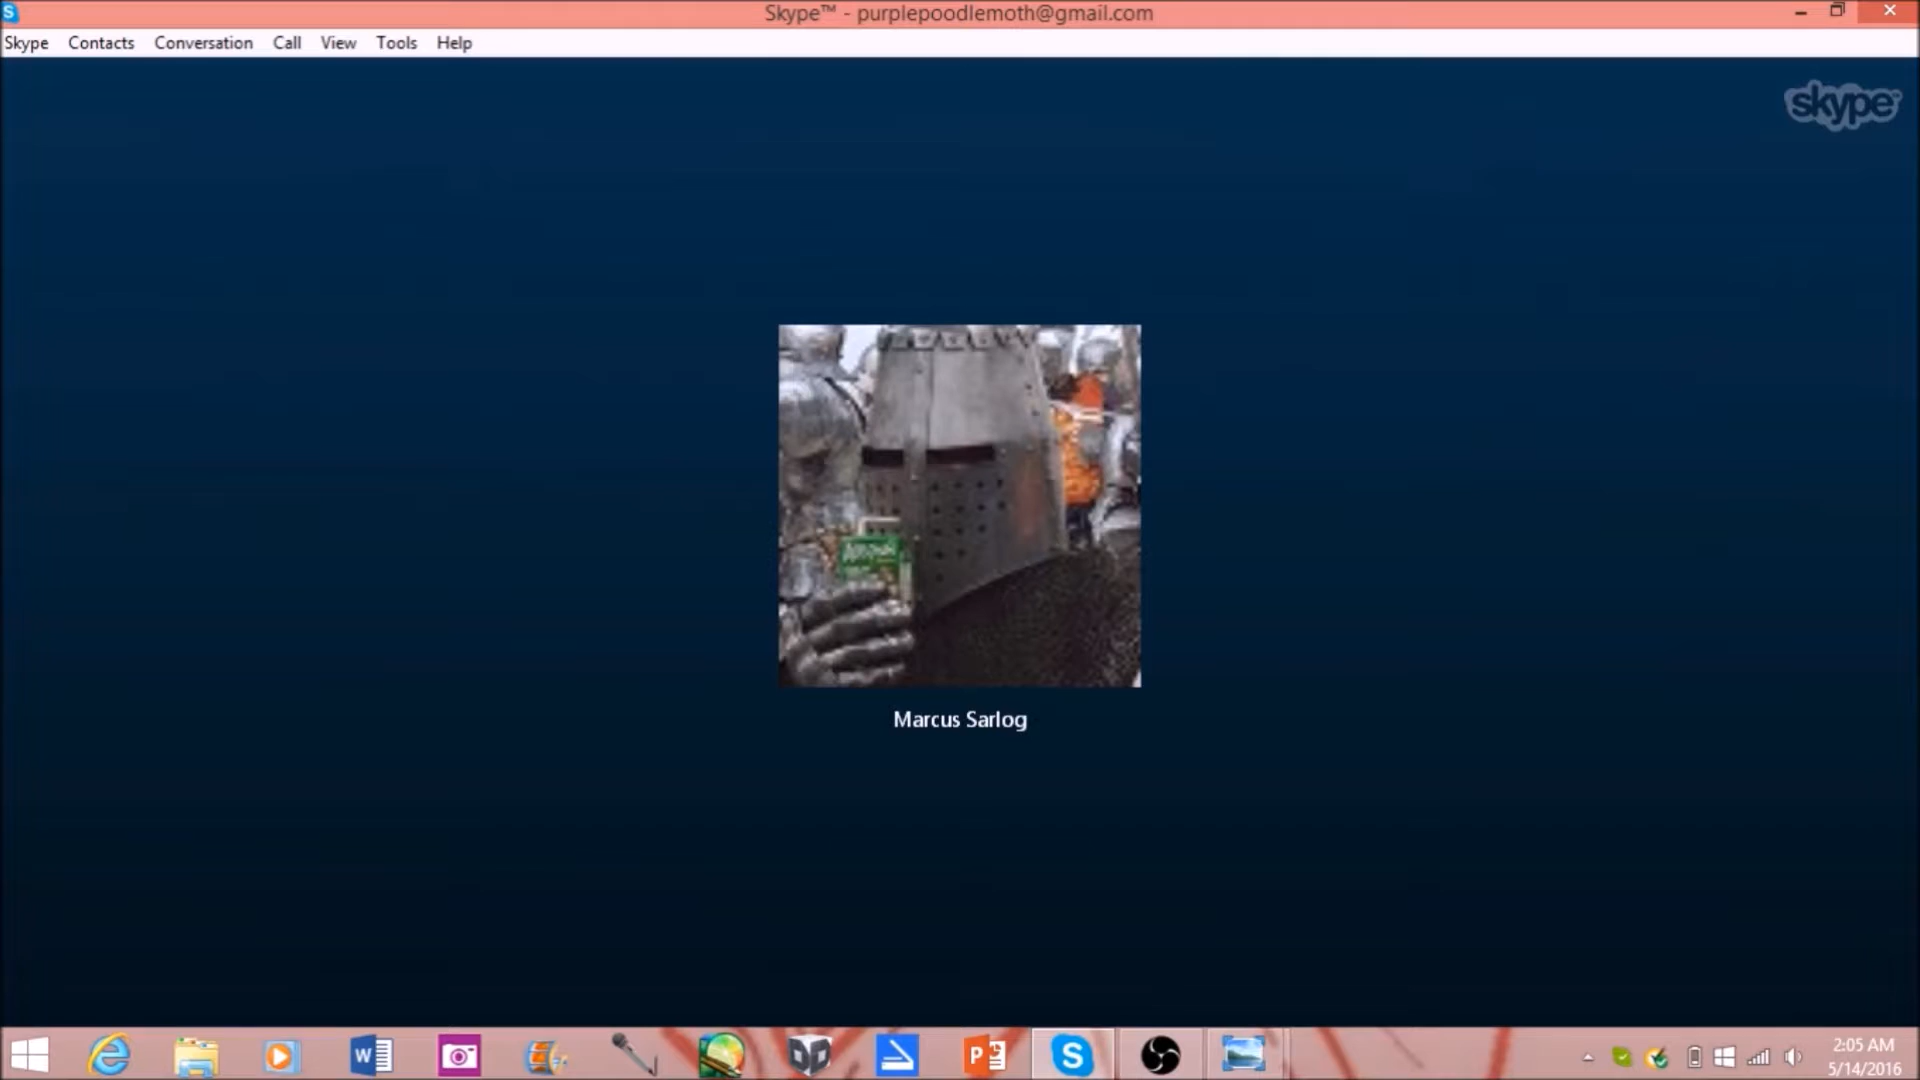 Skype™ - purplepoodlemoth@gmail.com
Skype Contacts Conversation Call View Tools Help
skype™
Marcus Sarlog
2:05 AM
5/14/2016